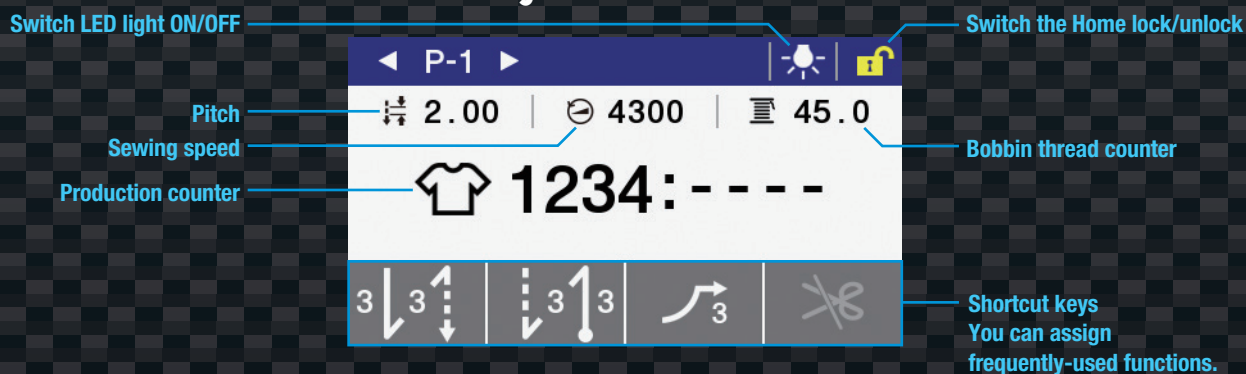 Switch LED light ON/OFF
Switch the Home lock/unlock
P-1
Pitch
2.00
4300
45.0
Sewing speed
Bobbin thread counter
Production counter
1234:----
3 3 3 3 3
Shortcut keys
You can assign
frequently-used functions.